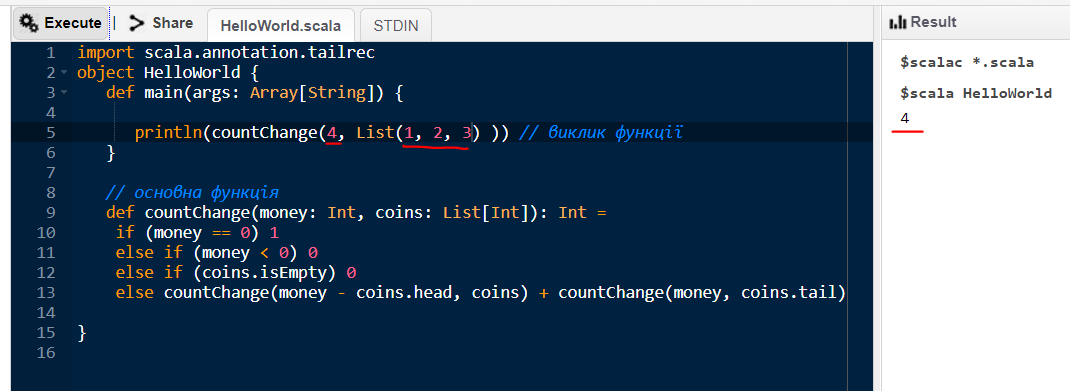 Execute | Share HelloWorld.scala STDIN
1 import scala.annotation.tailrec
2 object HelloWorld {
3 def main(args: Array[String]) {
4
5 println(countChange(4, List(1, 2, 3) )) // виклик функції
6 }
7
8 // основна функція
9 def countChange(money: Int, coins: List[Int]): Int =
10 if (money == 0) 1
11 else if (money < 0) 0
12 else if (coins.isEmpty) 0
13 else countChange(money - coins.head, coins) + countChange(money, coins.tail)
14
15 }
16
Result
$scalac *.scala
$scala HelloWorld
4